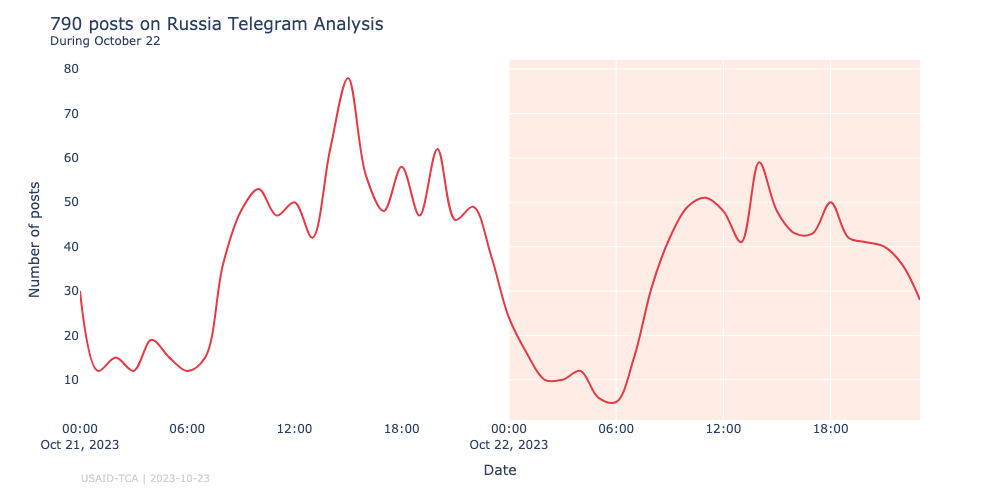 790 posts on Russia Telegram Analysis
During October 22
80
70
60
50
40
30
20
10
Number of posts
00:00 06:00 12:00 18:00 00:00 06:00 12:00 18:00
Oct 21, 2023 Oct 22, 2023
Date
USAID-TCA | 2023-10-23